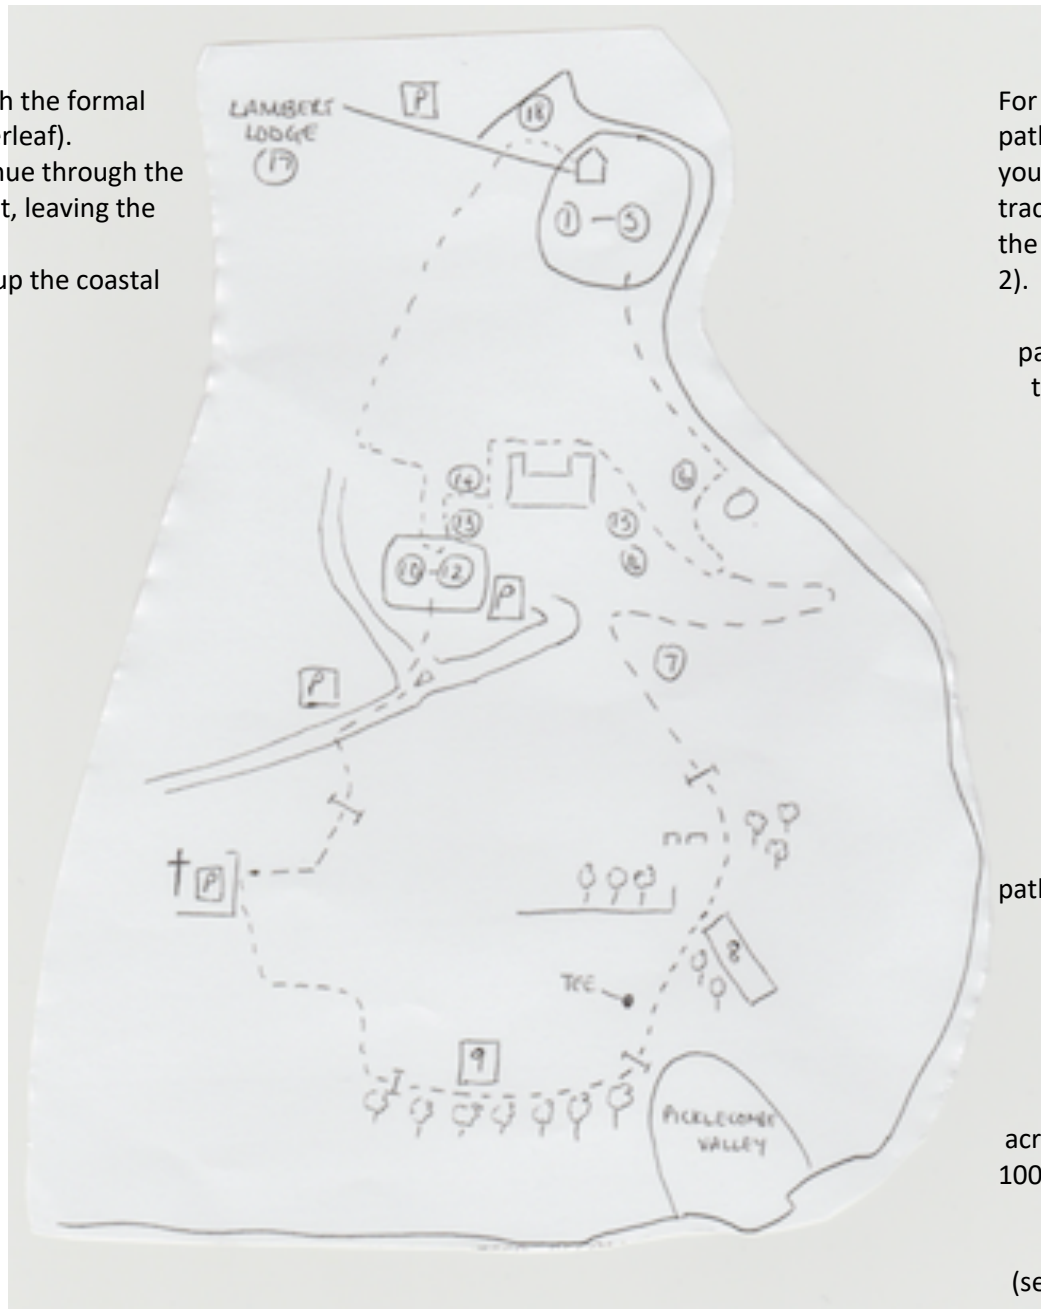 h the formal
rleaf).
nue through the
t, leaving the
up the coastal
For
path
you
trac
the
2).
pa
t
path
acr
100
(se
LAMBERT
LODGE
17
P
18
1 - 5
6
14
13
15
16
10 - 12
P
7
P
† P
8
TEE
9
PICKLECOMBE
VALLEY